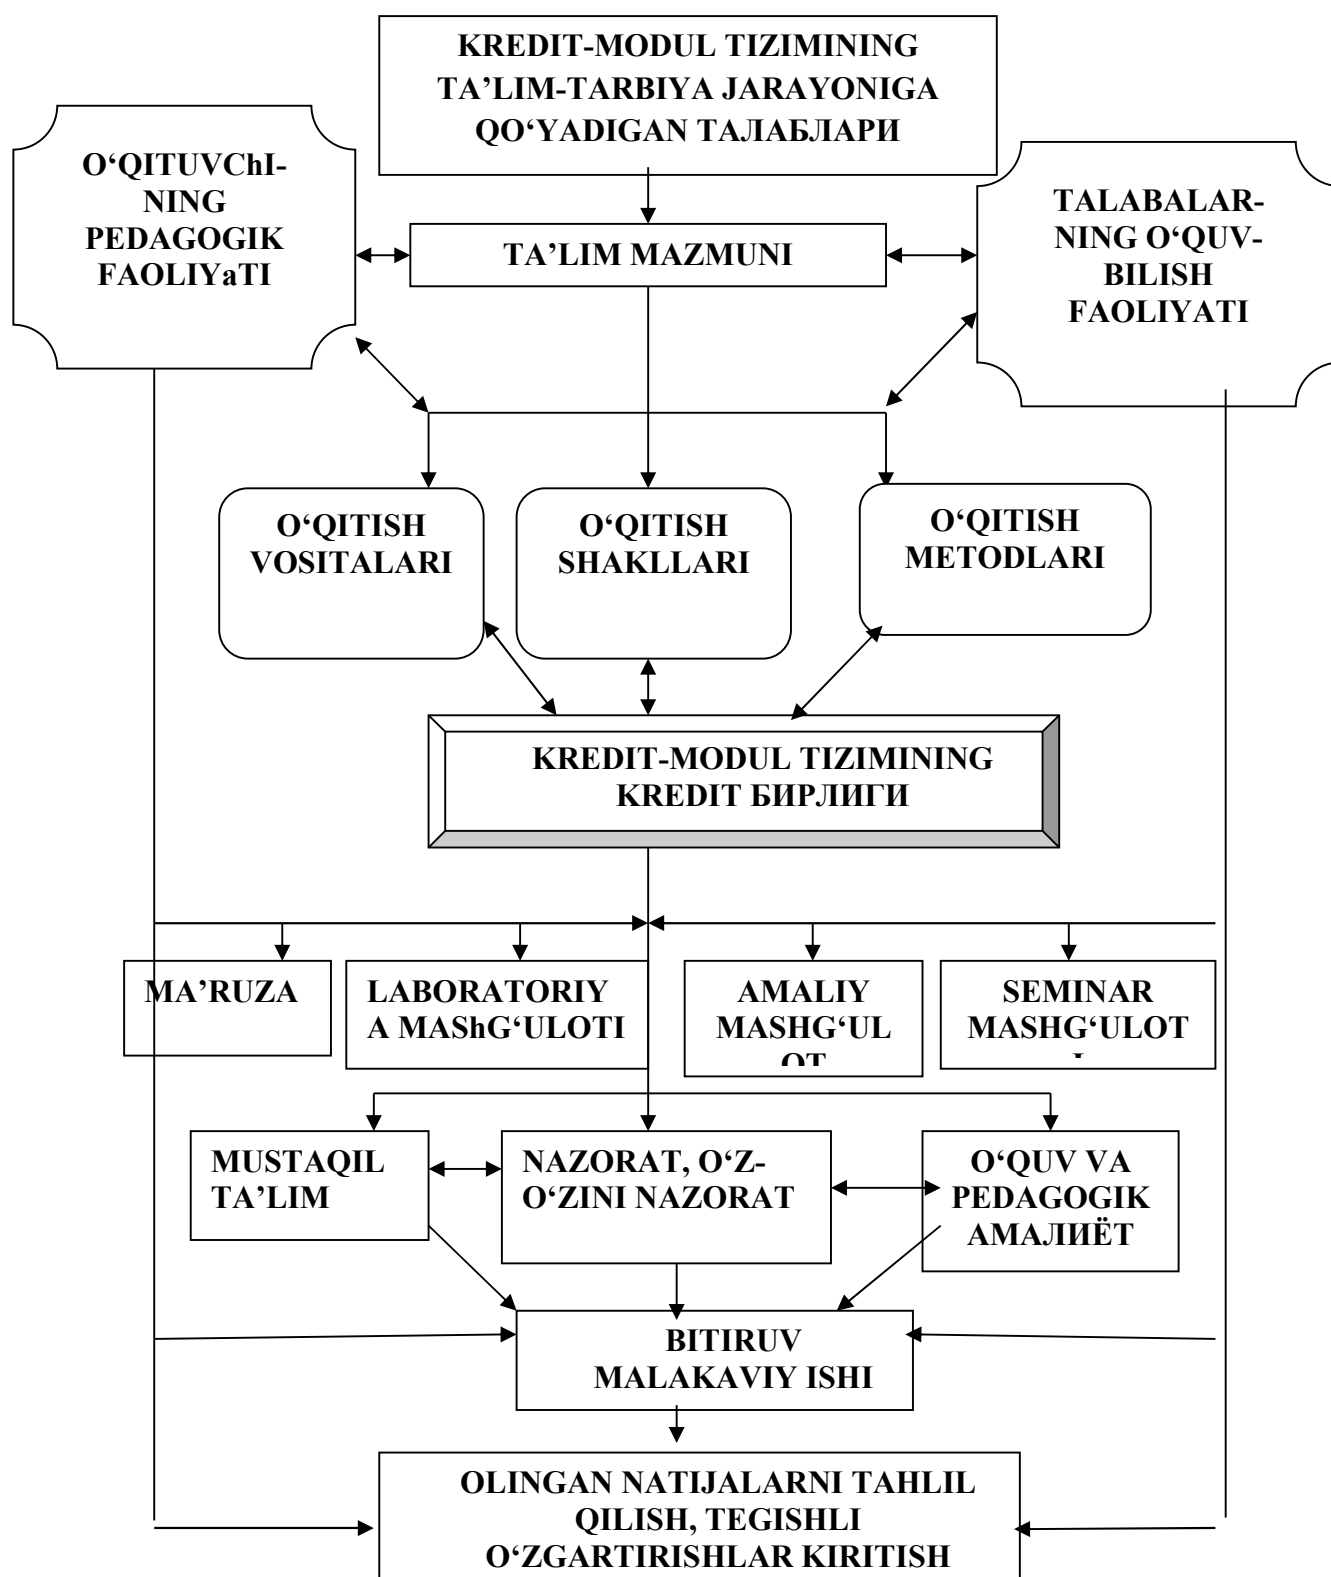 KREDIT-MODUL TIZIMINING
TA’LIM-TARBIYA JARAYONIGA
QO‘YADIGAN ТАЛАБЛАРИ
O‘QITUVChI-
NING
PEDAGOGIK
FAOLIYaTI
TA’LIM MAZMUNI
TALABALAR-
NING O‘QUV-
BILISH
FAOLIYATI
O‘QITISH
VOSITALARI
O‘QITISH
SHAKLLARI
O‘QITISH
METODLARI
KREDIT-MODUL TIZIMINING
KREDIT БИРЛИГИ
MA’RUZA
LABORATORIY
A MAShG‘ULOTI
AMALIY
MASHG‘UL
OT
SEMINAR
MASHG‘ULOT
MUSTAQIL
TA’LIM
NAZORAT, O‘Z-
O‘ZINI NAZORAT
O‘QUV VA
PEDAGOGIK
АМАЛИЁТ
BITIRUV
MALAKAVIY ISHI
OLINGAN NATIJALARNI TAHLIL
QILISH, TEGISHLI
O‘ZGARTIRISHLAR KIRITISH